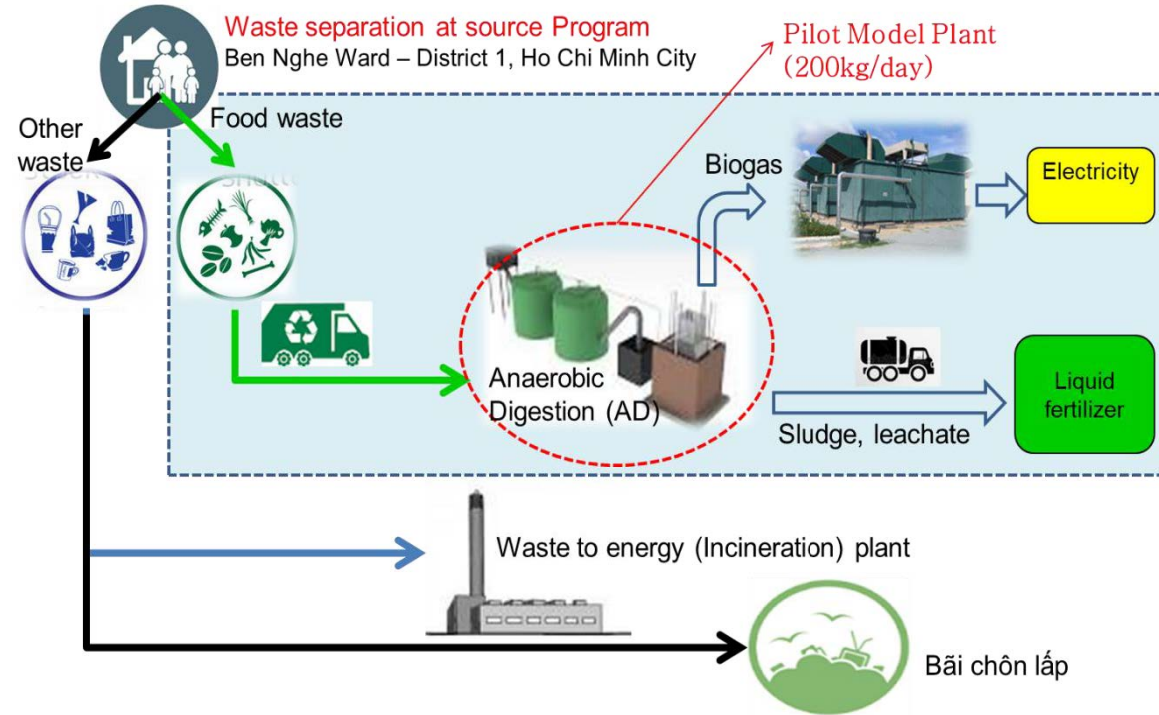 Waste separation at source Program
Ben Nghe Ward – District 1, Ho Chi Minh City
Pilot Model Plant
(200kg/day)
Other
waste
Food waste
Biogas
Electricity
Anaerobic
Digestion (AD)
Sludge, leachate
Liquid
fertilizer
Waste to energy (Incineration) plant
Bãi chôn lấp